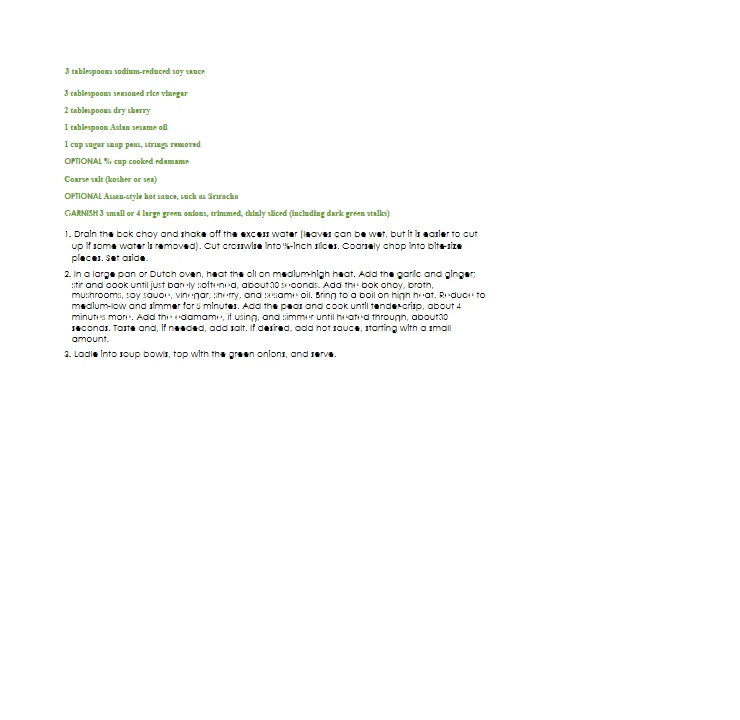 3 tablespoons sodium-reduced soy sauce
3 tablespoons seasoned rice vinegar
2 tablespoons dry sherry
1 tablespoon Asian sesame oil
1 cup sugar snap peas, strings removed
OPTIONAL % cup cooked edamame
Coarse salt (kosher or sea)
OPTIONAL Asian-style hot sauce, such as Sriracha
GARNISH 3 small or 4 large green onions, trimmed, thinly sliced (including dark green stalks)
1. Drain the bok choy and shake off the excess water (leaves can be wet, but it is easier to cut
up if some water is removed). Cut crosswise into %-inch slices. Coarsely chop into bite-size
pieces. Set aside.
2. In a large pan or Dutch oven, heat the oil on medium-high heat. Add the garlic and ginger;
stir and cook until just barely softened, about 30 seconds. Add the bok choy, broth,
mushrooms, soy sauce, vinegar, sherry, and sesame oil. Bring to a boil on high heat. Reduce to
medium-low and simmer for 5 minutes. Add the peas and cook until tender-crisp, about 4
minutes more. Add the edamame, if using, and simmer until heated through, about 30
seconds. Taste and, if needed, add salt. If desired, add hot sauce, starting with a small
amount.
3. Ladle into soup bowls, top with the green onions, and serve.